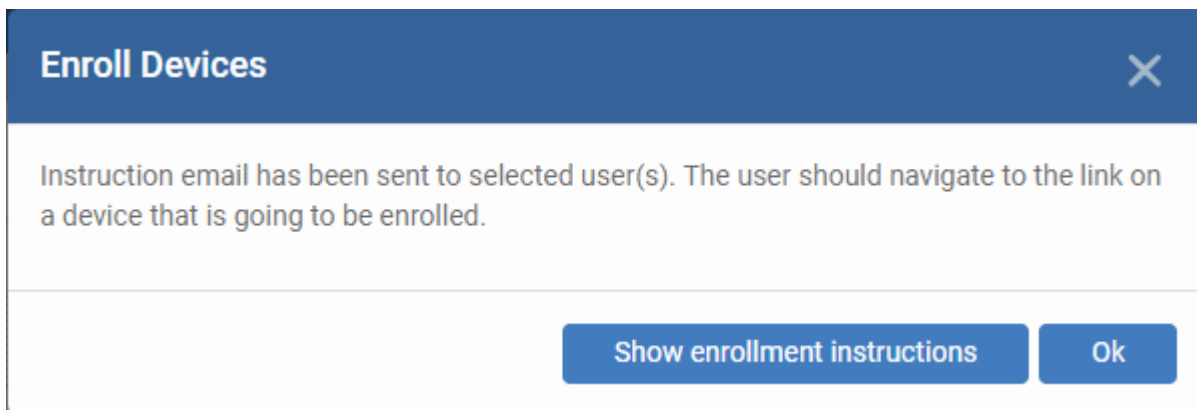 Enroll Devices
Instruction email has been sent to selected user(s). The user should navigate to the link on
a device that is going to be enrolled.
Show enrollment instructions
Ok